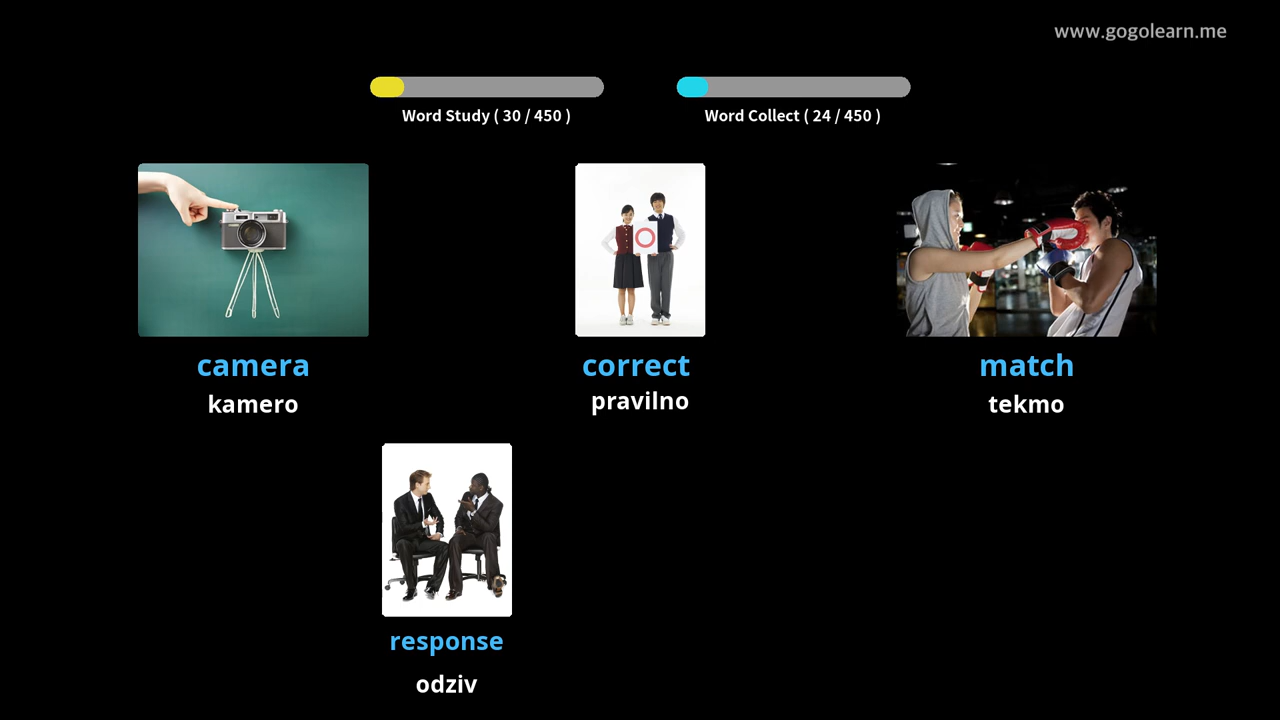 www.gogolearn.me
Word Study ( 30 / 450 )
Word Collect ( 24 / 450 )
camera
kamero
correct
pravilno
match
tekmo
response
odziv